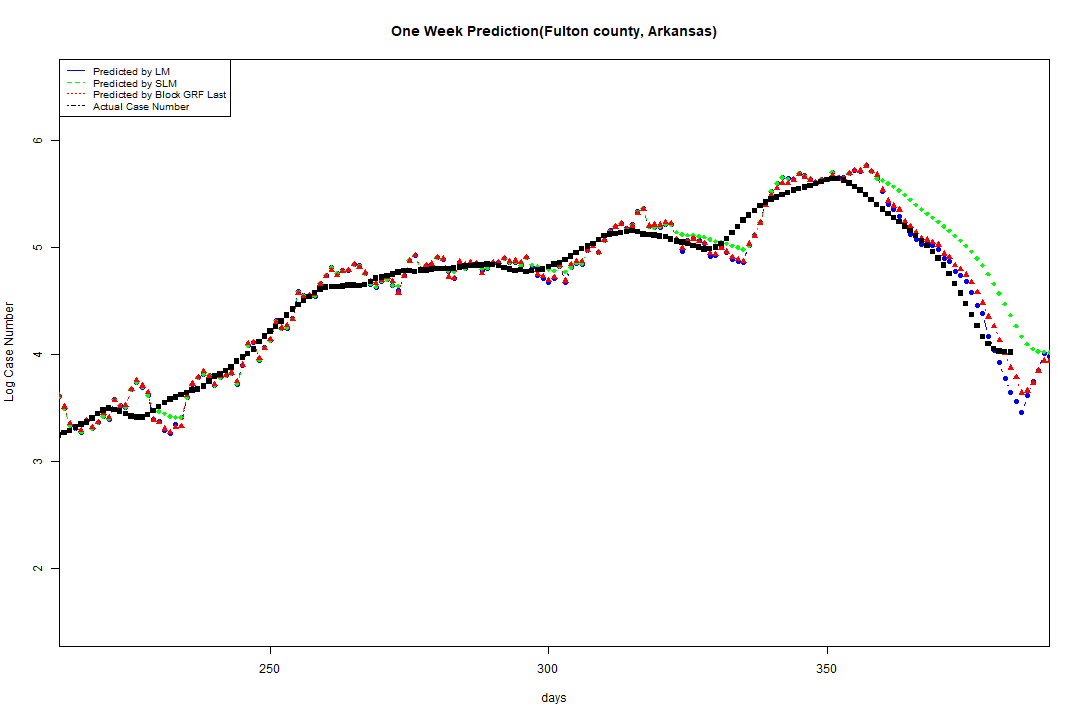 One Week Prediction(Fulton county, Arkansas)
Predicted by LM
Predicted by SLM
Predicted by Block GRF Last
Actual Case Number
6
5
4
3
2
Log Case Number
250 300 350
days